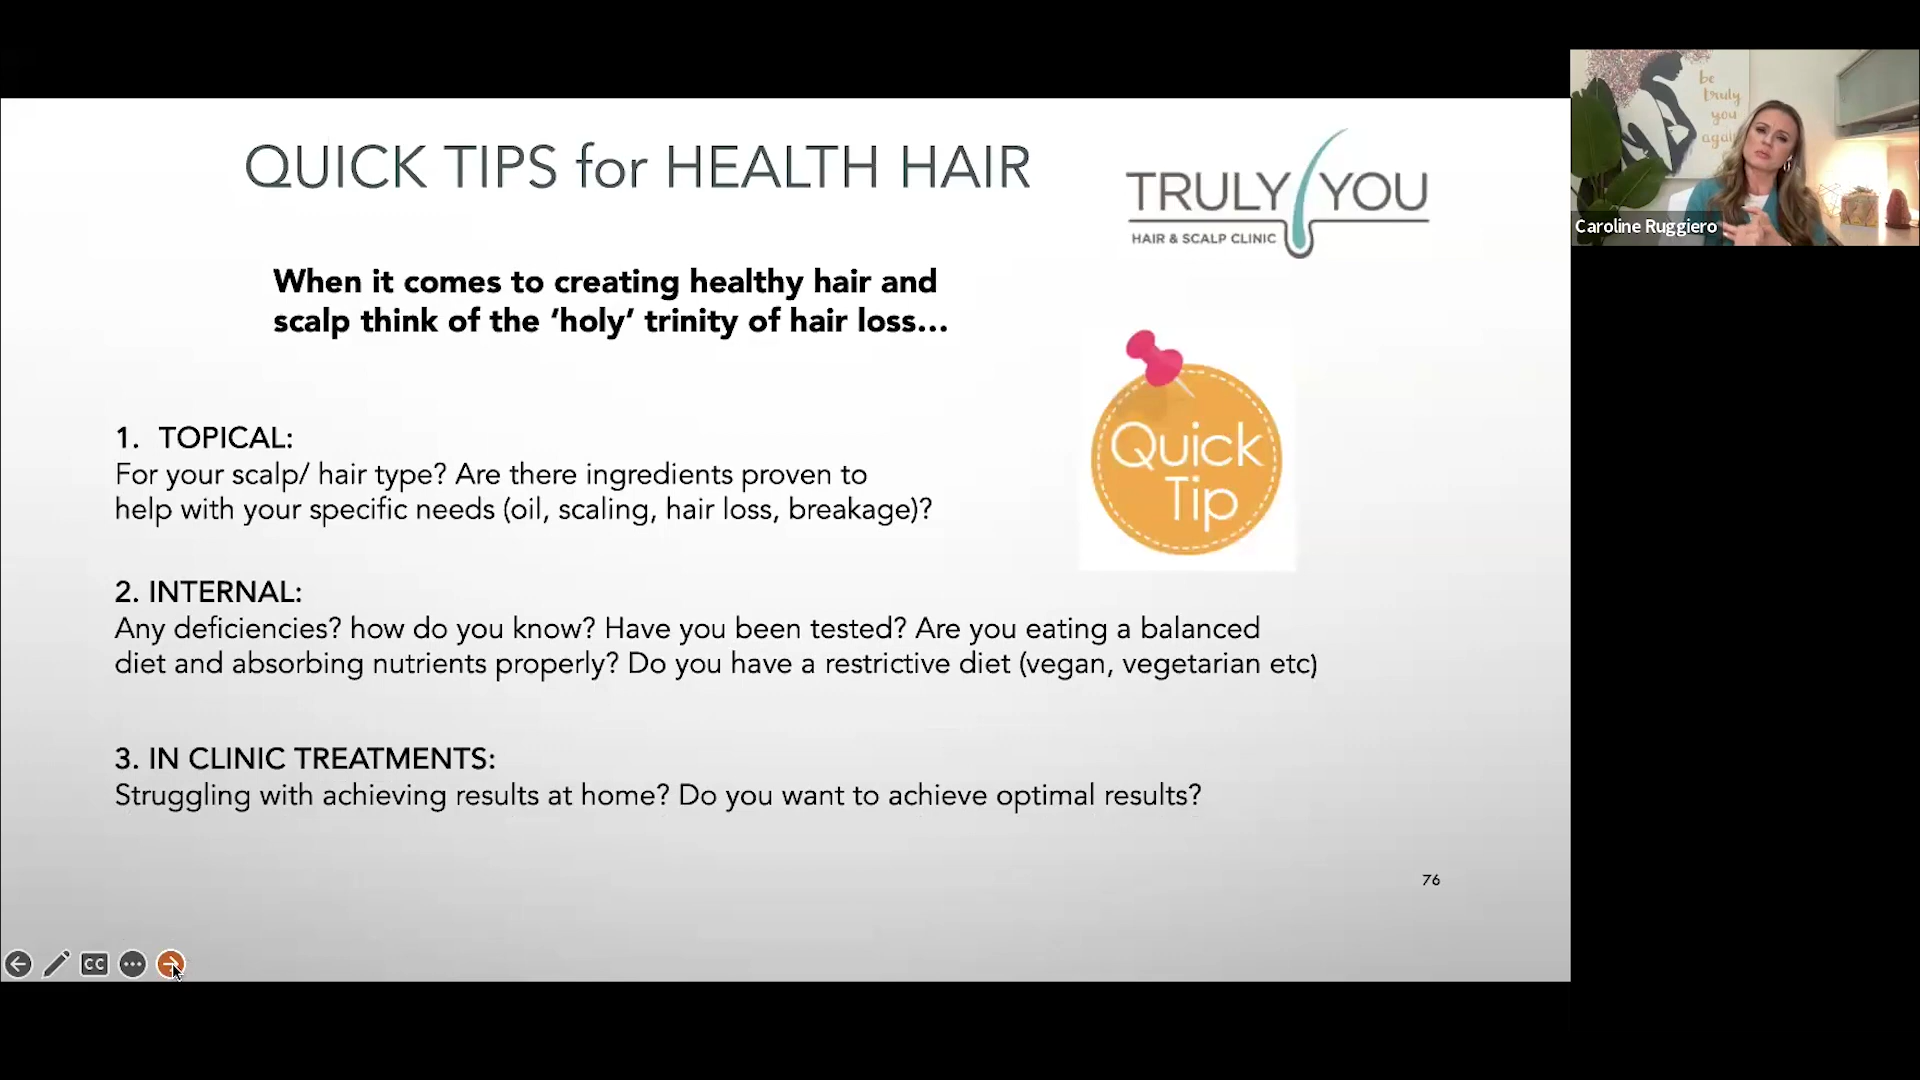 QUICK TIPS for HEALTH HAIR
TRULY YOU
HAIR & SCALP CLINIC
When it comes to creating healthy hair and
scalp think of the ‘holy’ trinity of hair loss...
Quick
Tip
1. TOPICAL:
For your scalp/ hair type? Are there ingredients proven to
help with your specific needs (oil, scaling, hair loss, breakage)?
2. INTERNAL:
Any deficiencies? how do you know? Have you been tested? Are you eating a balanced
diet and absorbing nutrients properly? Do you have a restrictive diet (vegan, vegetarian etc)
3. IN CLINIC TREATMENTS:
Struggling with achieving results at home? Do you want to achieve optimal results?
76
CC
be
truly
you
again
Caroline Ruggiero